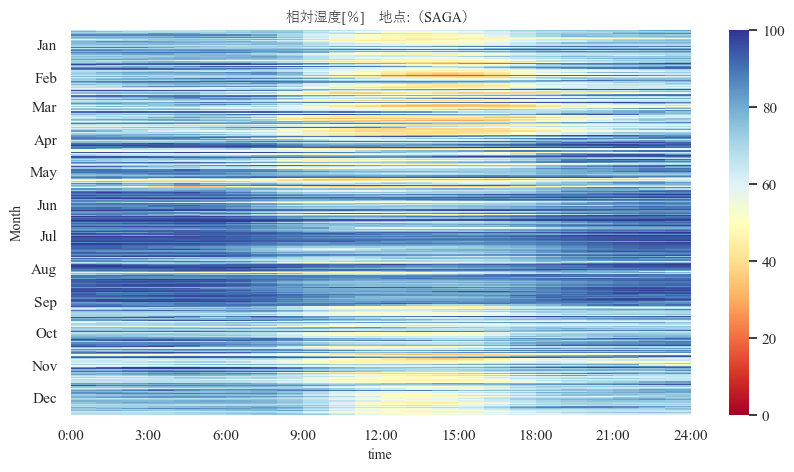 相対湿度[%]　地点:（SAGA）
Month
Jan
Feb
Mar
Apr
May
Jun
Jul
Aug
Sep
Oct
Nov
Dec
0:00 3:00 6:00 9:00 12:00 15:00 18:00 21:00 24:00
time
100
80
60
40
20
0